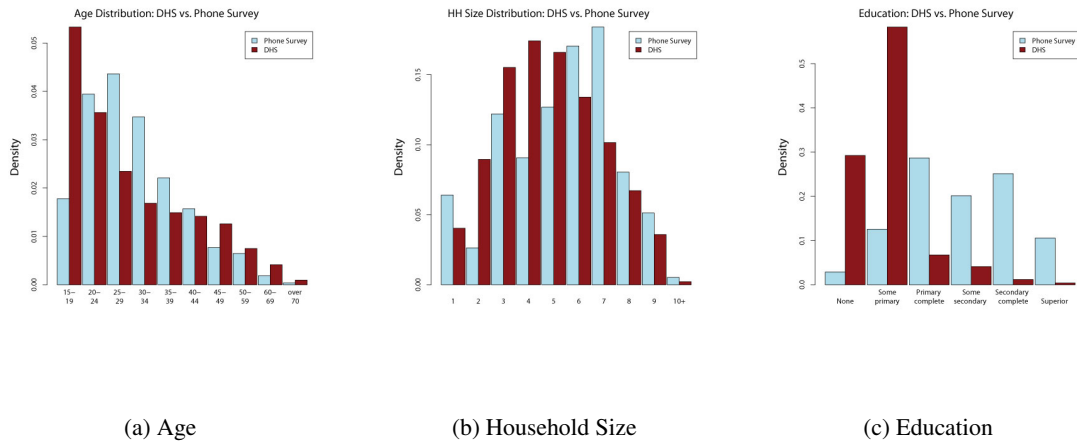 Age Distribution: DHS vs. Phone Survey
Phone Survey
DHS
Density
0.00
0.01
0.02
0.03
0.04
0.05
15–19
20–24
25–29
30–34
35–39
40–44
45–49
50–59
60–69
over 70
(a) Age
HH Size Distribution: DHS vs. Phone Survey
Phone Survey
DHS
Density
0.00
0.05
0.10
0.15
1 2 3 4 5 6 7 8 9 10+
(b) Household Size
Education: DHS vs. Phone Survey
Phone Survey
DHS
Density
0.0
0.1
0.2
0.3
0.4
0.5
None
Some primary
Primary complete
Some secondary
Secondary complete
Superior
(c) Education